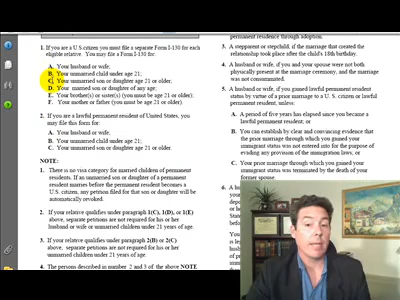 1. If you are a U.S. citizen you must file a separate Form I-130 for each
eligible relative. You may file a Form I-130 for:
A. Your husband or wife;
B. Your unmarried child under age 21;
C. Your unmarried son or daughter age 21 or older;
D. Your married son or daughter of any age;
E. Your brother(s) or sister(s) (you must be age 21 or older);
F. Your mother or father (you must be age 21 or older).
2. If you are a lawful permanent resident of United States, you may
file this form for:
A. Your husband or wife;
B. Your unmarried child under age 21;
C. Your unmarried son or daughter age 21 or older.
NOTE:
1. There is no visa category for married children of permanent
residents. If an unmarried son or daughter of a permanent
resident marries before the permanent resident becomes a
U.S. citizen, any petition filed for that son or daughter will be
automatically revoked.
2. If your relative qualifies under paragraph 1(C), 1(D), or 1(E)
above, separate petitions are not required for his or her
husband or wife or unmarried children under 21 years of age.
3. If your relative qualifies under paragraph 2(B) or 2(C)
above, separate petitions are not required for his or her
unmarried children under 21 years of age.
4. The persons described in number 2 and 3 of the above NOTE
permanent residence through adoption.
3. A stepparent or stepchild, if the marriage that created the
relationship took place after the child's 18th birthday.
4. A husband or wife, if you and your spouse were not both
physically present at the marriage ceremony, and the marriage
was not consummated.
5. A husband or wife, if you gained lawful permanent resident
status by virtue of a prior marriage to a U.S. citizen or lawful
permanent resident, unless:
A. A period of five years has elapsed since you became a
lawful permanent resident; or
B. You can establish by clear and convincing evidence that
the prior marriage through which you gained your
immigrant status was not entered into for the purpose of
evading any provision of the immigration laws; or
C. Your prior marriage through which you gained your
immigrant status was terminated by the death of your
former spouse.
6. A